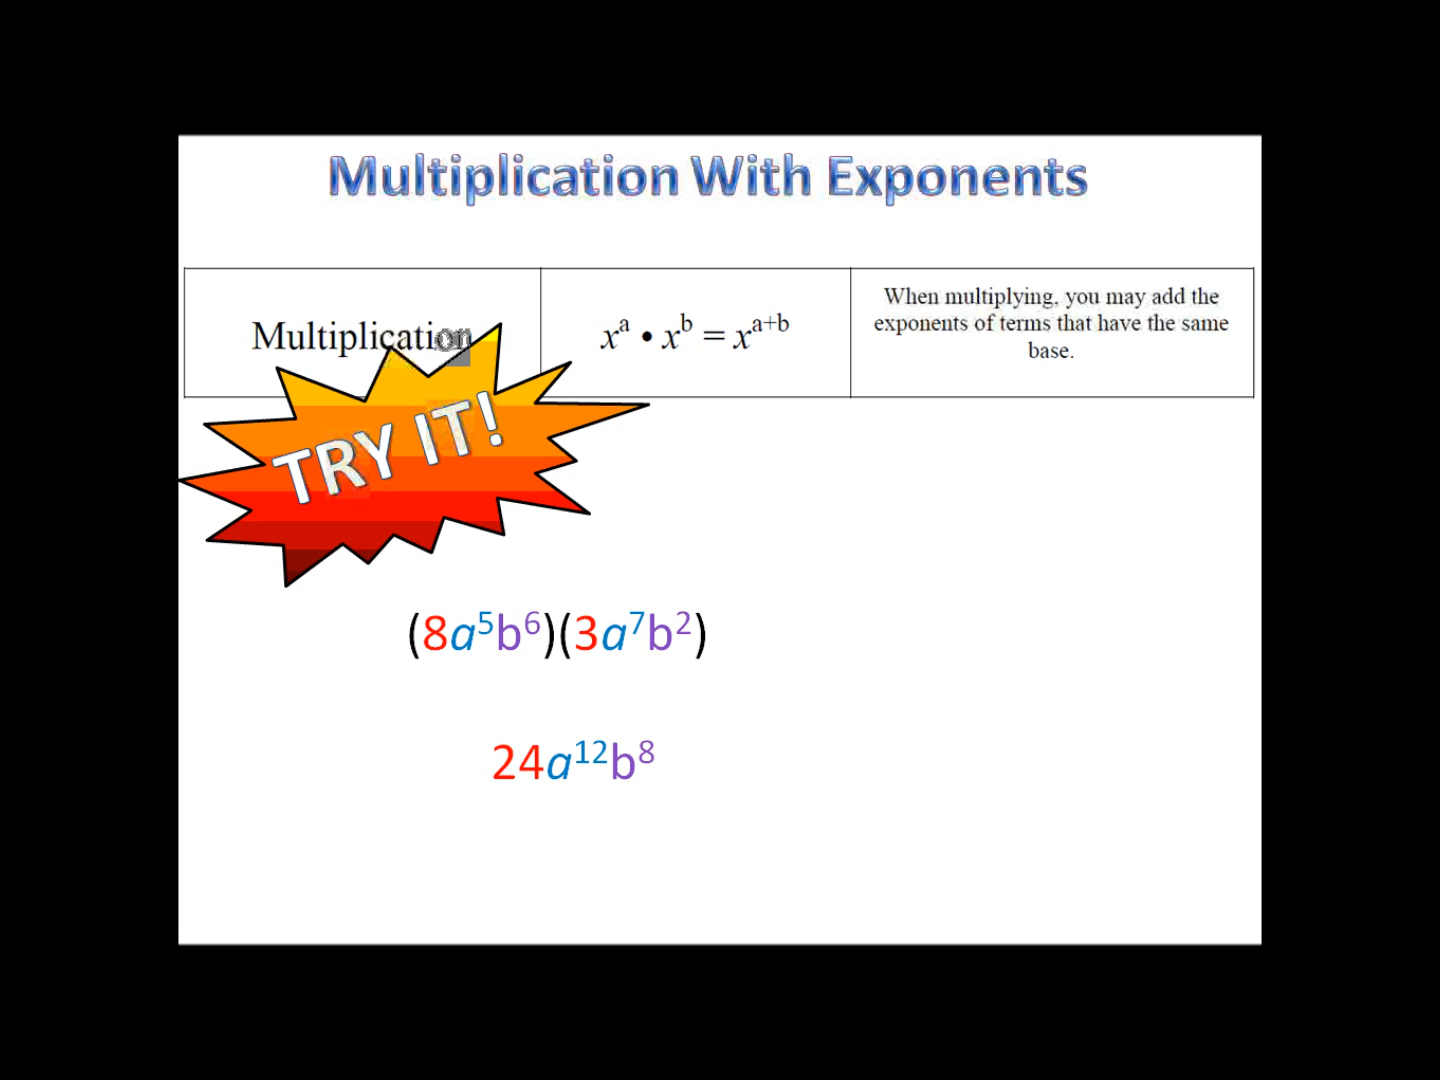 Multiplication With Exponents
Multiplication
xᵃ • xᵇ = xᵃ⁺ᵇ
When multiplying, you may add the
exponents of terms that have the same
base.
TRY IT!
(8a⁵b⁶)(3a⁷b²)
24a¹²b⁸